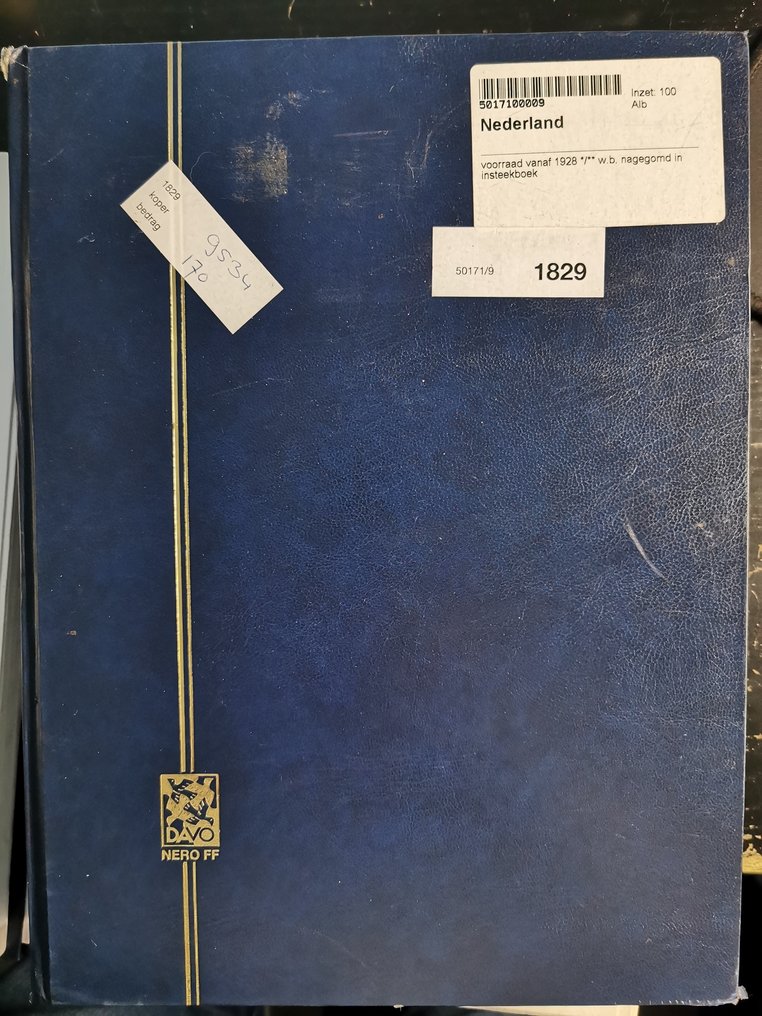 5017100009
Inzet: 100
Alb
Nederland
voorraad vanaf 1928 */** w.b. nagegomd in
insteekboek
50171/9 1829
1829
koper 9534
bedrag 170
DAVO
NERO FF